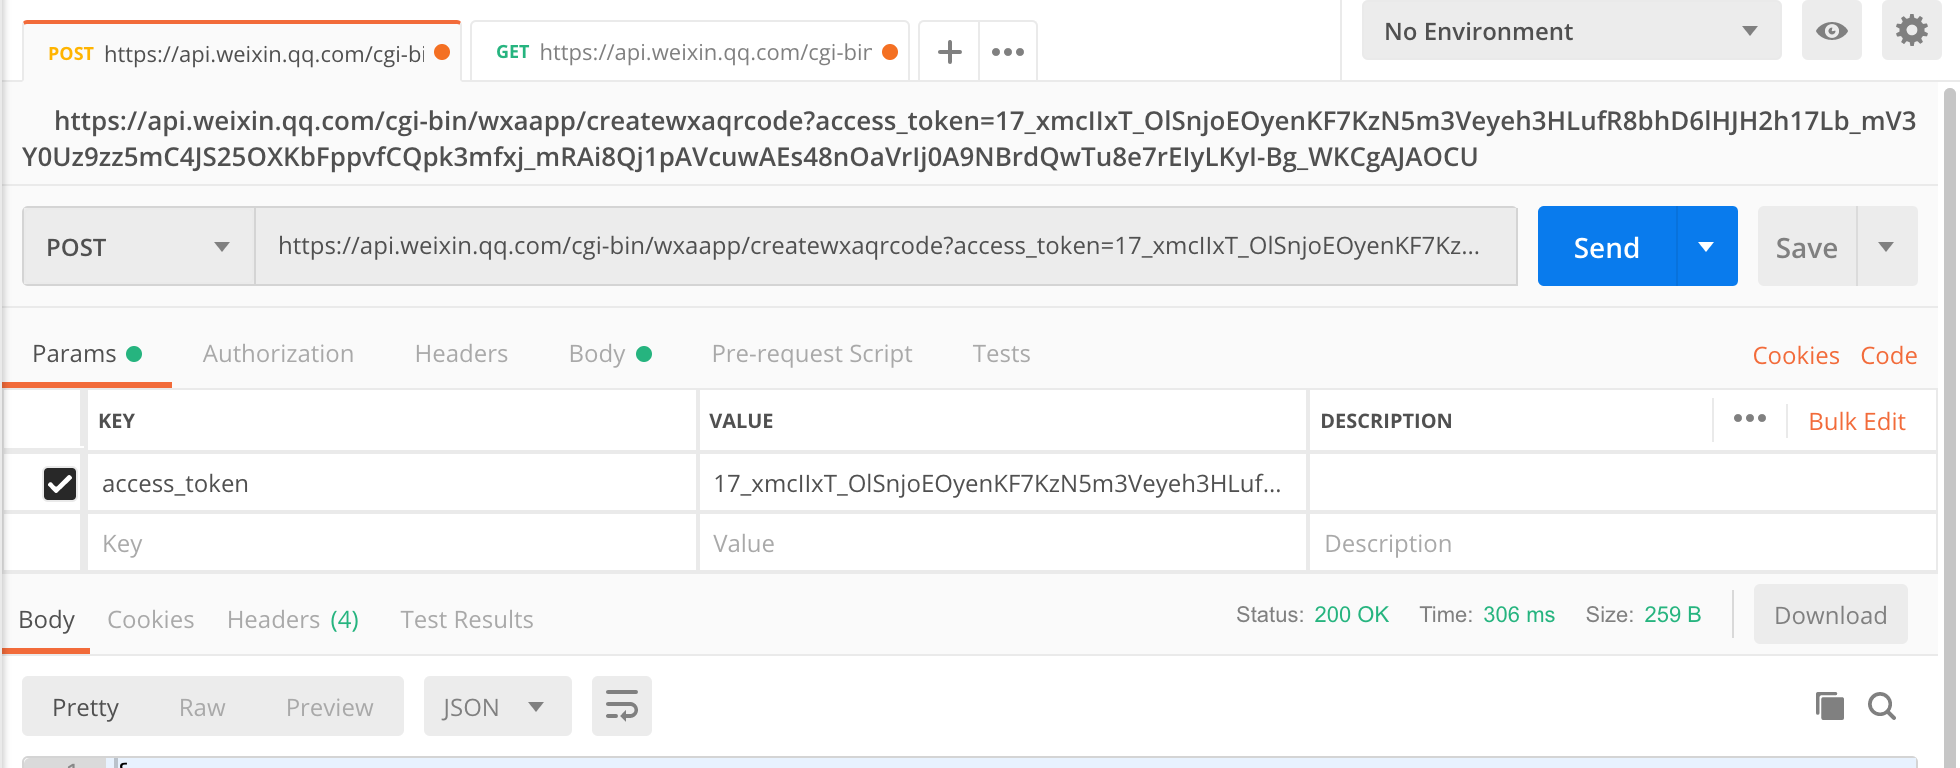 POST https://api.weixin.qq.com/cgi-bi
GET https://api.weixin.qq.com/cgi-bin
No Environment
https://api.weixin.qq.com/cgi-bin/wxaapp/createwxaqrcode?access_token=17_xmcIIxT_OlSnjoEOyenKF7KzN5m3Veyeh3HLufR8bhD6lHJH2h17Lb_mV3
Y0Uz9zz5mC4JS25OXKbFppvfCQpk3mfxj_mRAi8Qj1pAVcuwAEs48nOaVrIj0A9NBrdQwTu8e7rEIyLKyI-Bg_WKCgAJAOCU
POST
https://api.weixin.qq.com/cgi-bin/wxaapp/createwxaqrcode?access_token=17_xmcIIxT_OlSnjoEOyenKF7Kz...
Send
Save
Params Authorization Headers Body Pre-request Script Tests Cookies Code
KEY VALUE DESCRIPTION ••• Bulk Edit
access_token 17_xmcIIxT_OlSnjoEOyenKF7KzN5m3Veyeh3HLuf...
Key Value Description
Body Cookies Headers (4) Test Results Status: 200 OK Time: 306 ms Size: 259 B Download
Pretty Raw Preview JSON